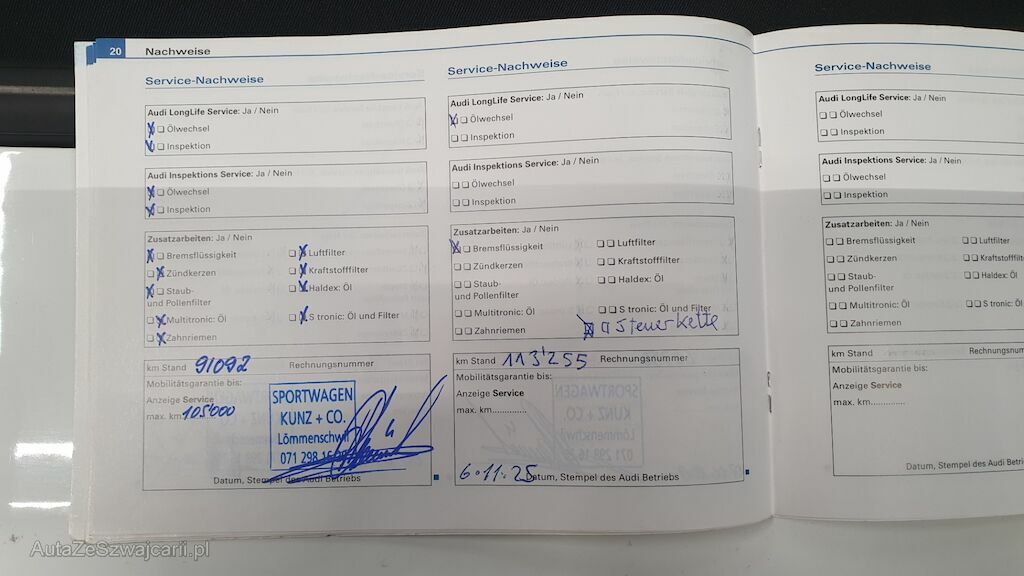 20 Nachweise
Service-Nachweise
Audi LongLife Service: Ja / Nein
Ölwechsel
Inspektion
Audi Inspektions Service: Ja / Nein
Ölwechsel
Inspektion
Zusatzarbeiten: Ja / Nein
Bremsflüssigkeit
Luftfilter
Zündkerzen
Kraftstofffilter
Staub-
und Pollenfilter
Haldex: Öl
Multitronic: Öl
S tronic: Öl und Filter
Zahnriemen
km Stand 91092 Rechnungsnummer
Mobilitätsgarantie bis:
Anzeige Service
max. km 105'000
SPORTWAGEN
KUNZ + CO.
Lömmenschwil
071 298 16
Datum, Stempel des Audi Betriebs
Service-Nachweise
Audi LongLife Service: Ja / Nein
Ölwechsel
Inspektion
Audi Inspektions Service: Ja / Nein
Ölwechsel
Inspektion
Zusatzarbeiten: Ja / Nein
Bremsflüssigkeit
Luftfilter
Zündkerzen
Kraftstofffilter
Staub-
und Pollenfilter
Haldex: Öl
Multitronic: Öl
S tronic: Öl und Filter
Zahnriemen
Steuerkette
km Stand 113'255 Rechnungsnummer
Mobilitätsgarantie bis:
Anzeige Service
max. km.............
6.11.25 Datum, Stempel des Audi Betriebs
Service-Nachweise
Audi LongLife Service: Ja / Nein
Ölwechsel
Inspektion
Audi Inspektions Service: Ja / Nein
Ölwechsel
Inspektion
Zusatzarbeiten: Ja / Nein
Bremsflüssigkeit
Luftfilter
Zündkerzen
Kraftstofffilter
Staub-
und Pollenfilter
Haldex: Öl
Multitronic: Öl
S tronic: Öl und
Zahnriemen
km Stand
Mobilitätsgarantie bis:
Anzeige Service
max. km.............
Datum, Stempel des Audi Betriebs
AutaZeSzwajcarii.pl